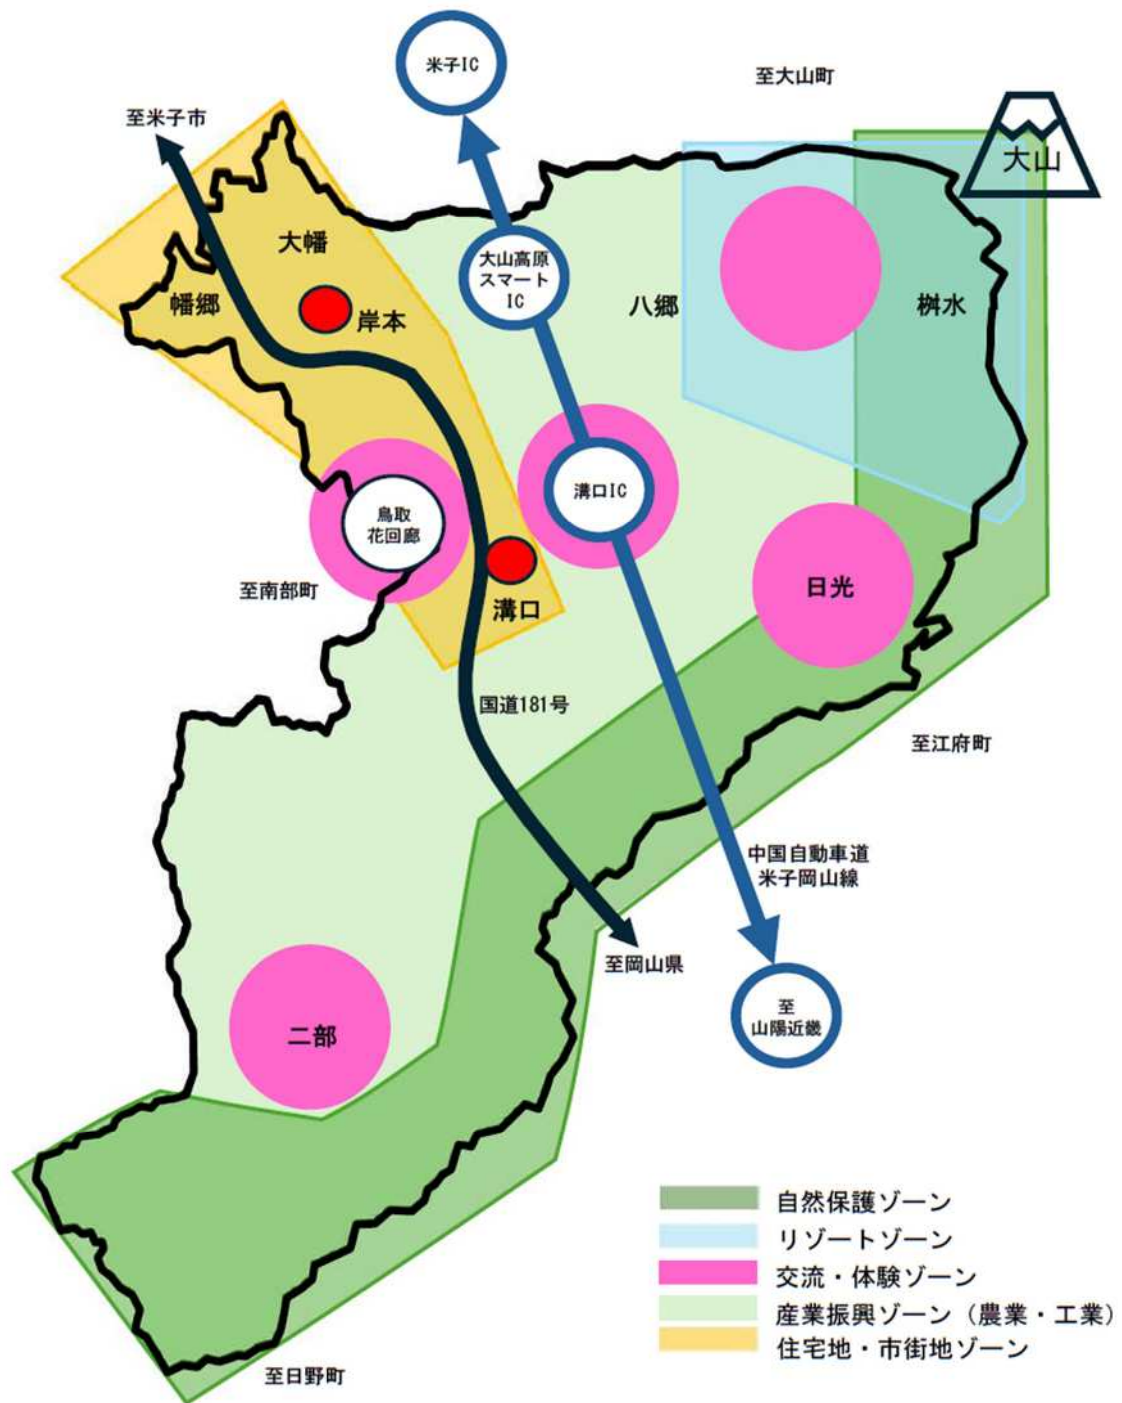 米子IC
至大山町
至米子市
大山
大幡
大山高原
スマート
IC
幡郷
岸本
八郷
桝水
溝口IC
鳥取
花回廊
至南部町
溝口
日光
国道181号
至江府町
中国自動車道
米子岡山線
至岡山県
至
山陽近畿
二部
自然保護ゾーン
リゾートゾーン
交流・体験ゾーン
産業振興ゾーン（農業・工業）
住宅地・市街地ゾーン
至日野町